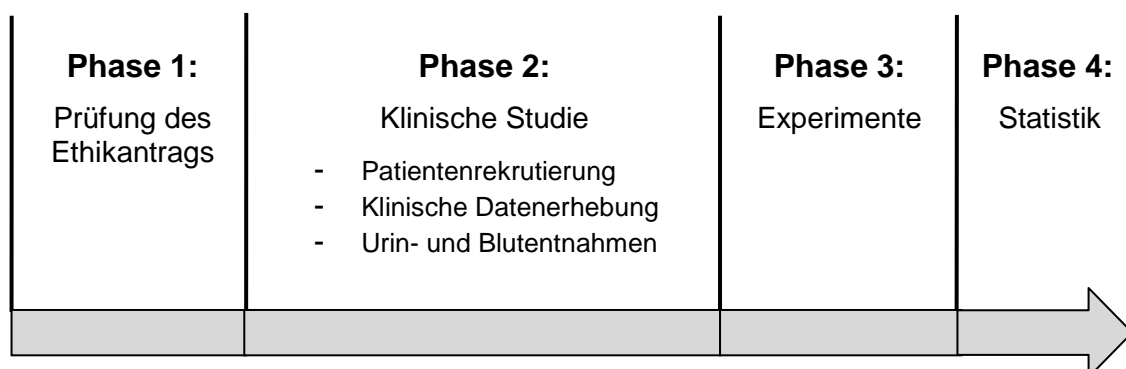 Phase 1:
Prüfung des
Ethikantrags
Phase 2:
Klinische Studie
- Patientenrekrutierung
- Klinische Datenerhebung
- Urin- und Blutentnahmen
Phase 3:
Experimente
Phase 4:
Statistik